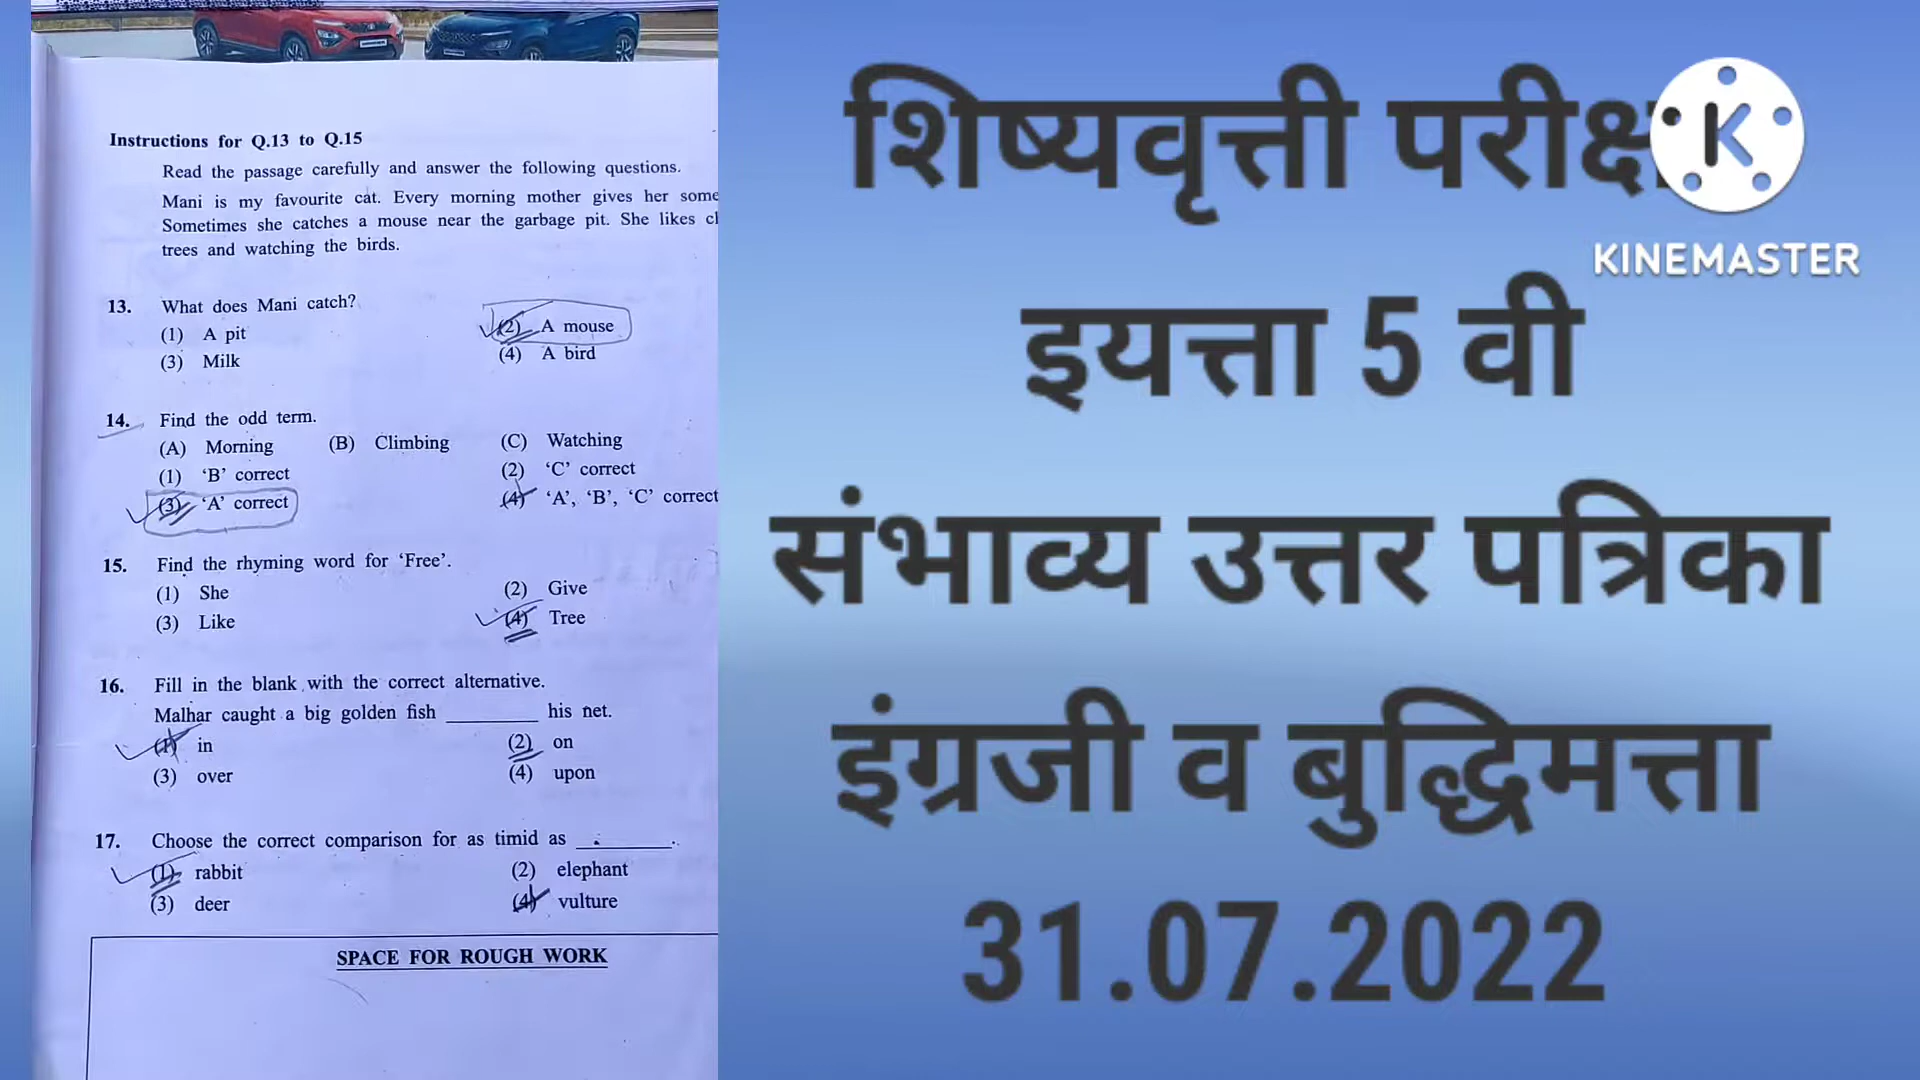 Instructions for Q.13 to Q.15
Read the passage carefully and answer the following questions.
Mani is my favourite cat. Every morning mother gives her some
Sometimes she catches a mouse near the garbage pit. She likes
trees and watching the birds.
13. What does Mani catch?
(1) A pit (2) A mouse
(3) Milk (4) A bird
14. Find the odd term.
(A) Morning (B) Climbing (C) Watching
(1) ‘B’ correct (2) ‘C’ correct
(3) ‘A’ correct (4) ‘A’, ‘B’, ‘C’ correct
15. Find the rhyming word for ‘Free’.
(1) She (2) Give
(3) Like (4) Tree
16. Fill in the blank with the correct alternative.
Malhar caught a big golden fish ________ his net.
(1) in (2) on
(3) over (4) upon
17. Choose the correct comparison for as timid as ________.
(1) rabbit (2) elephant
(3) deer (4) vulture
SPACE FOR ROUGH WORK
शिष्यवृत्ती परीक्षा
इयत्ता 5 वी
संभाव्य उत्तर पत्रिका
इंग्रजी व बुद्धिमत्ता
31.07.2022
K
KINEMASTER